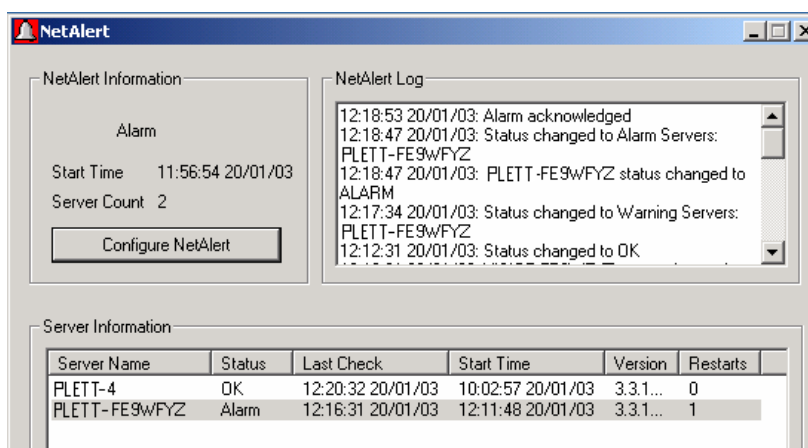 NetAlert
NetAlert Information
Alarm
Start Time 11:56:54 20/01/03
Server Count 2
Configure NetAlert
NetAlert Log
12:18:53 20/01/03: Alarm acknowledged
12:18:47 20/01/03: Status changed to Alarm Servers:
PLETT-FE9WFYZ
12:18:47 20/01/03: PLETT-FE9WFYZ status changed to
ALARM
12:17:34 20/01/03: Status changed to Warning Servers:
PLETT-FE9WFYZ
12:12:31 20/01/03: Status changed to OK
Server Information
Server Name Status Last Check Start Time Version Restarts
PLETT-4 OK 12:20:32 20/01/03 10:02:57 20/01/03 3.3.1... 0
PLETT-FE9WFYZ Alarm 12:16:31 20/01/03 12:11:48 20/01/03 3.3.1... 1